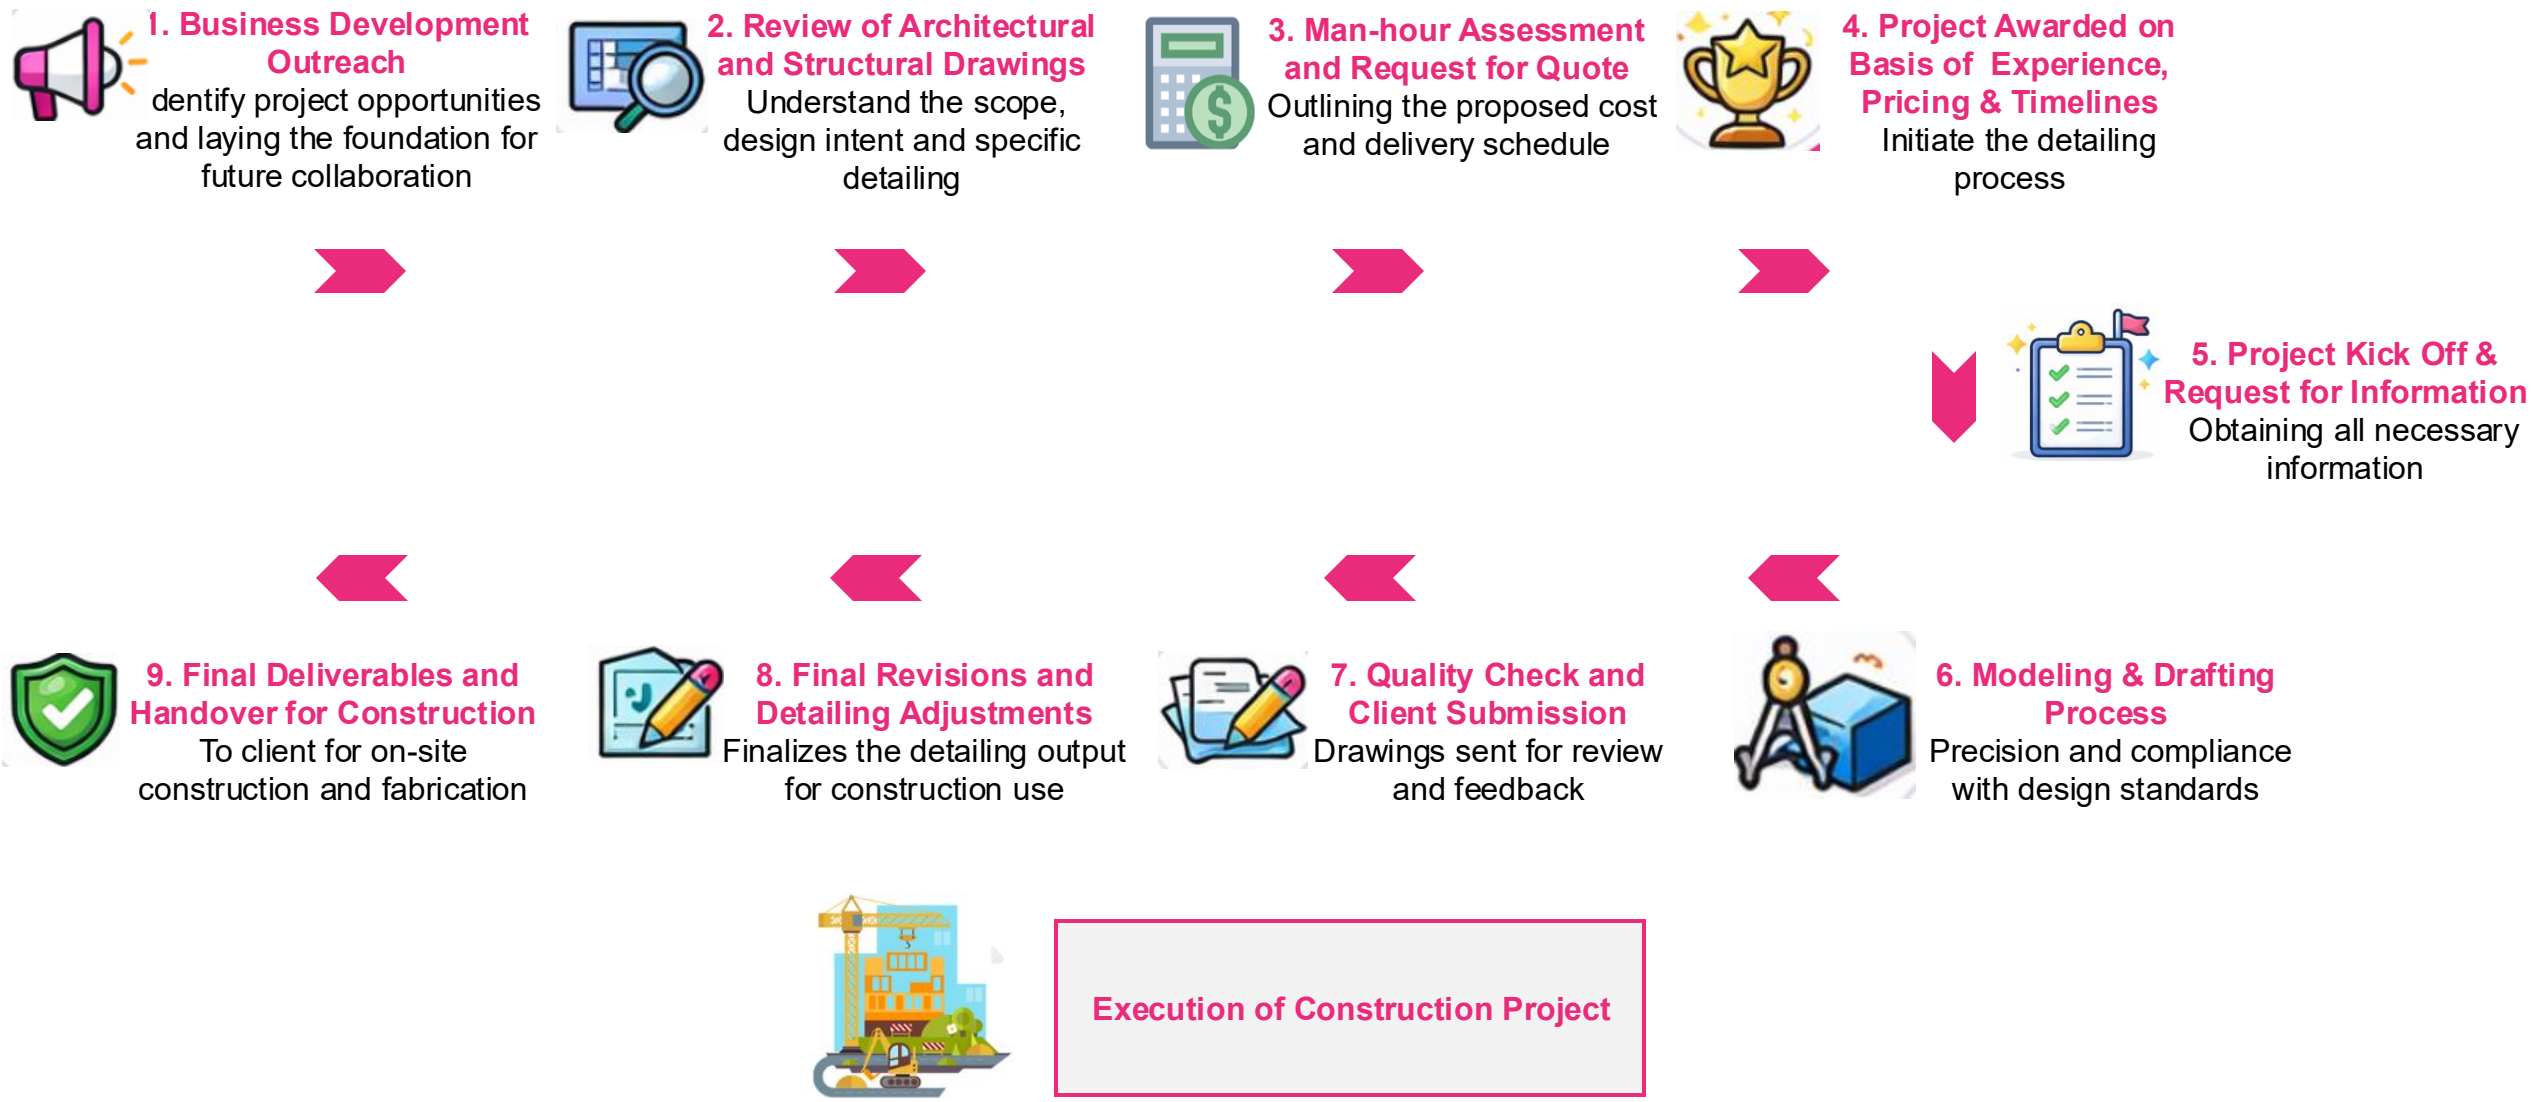 1. Business Development
Outreach
dentify project opportunities
and laying the foundation for
future collaboration
2. Review of Architectural
and Structural Drawings
Understand the scope,
design intent and specific
detailing
3. Man-hour Assessment
and Request for Quote
Outlining the proposed cost
and delivery schedule
$
4. Project Awarded on
Basis of Experience,
Pricing & Timelines
Initiate the detailing
process
5. Project Kick Off &
Request for Information
Obtaining all necessary
information
6. Modeling & Drafting
Process
Precision and compliance
with design standards
7. Quality Check and
Client Submission
Drawings sent for review
and feedback
8. Final Revisions and
Detailing Adjustments
Finalizes the detailing output
for construction use
9. Final Deliverables and
Handover for Construction
To client for on-site
construction and fabrication
Execution of Construction Project